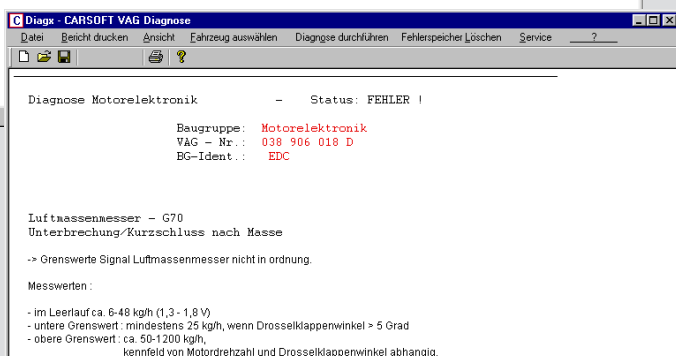 Diagx - CARSOFT VAG Diagnose
Datei Bericht drucken Ansicht Fahrzeug auswählen Diagnose durchführen Fehlerspeicher Löschen Service ?
Diagnose Motorelektronik – Status: FEHLER !
Baugruppe: Motorelektronik
VAG – Nr.: 038 906 018 D
BG-Ident.: EDC
Luftmassenmesser – G70
Unterbrechung/Kurzschluss nach Masse
-> Grenswerte Signal Luftmassenmesser nicht in ordnung.
Messwerten :
- im Leerlauf ca. 6-48 kg/h (1,3 - 1,8 V)
- untere Grenswert : mindestens 25 kg/h, wenn Drosselklappenwinkel > 5 Grad
- obere Grenswert : ca. 50-1200 kg/h,
kennfeld von Motordrehzahl und Drosselklappenwinkel abhangig.